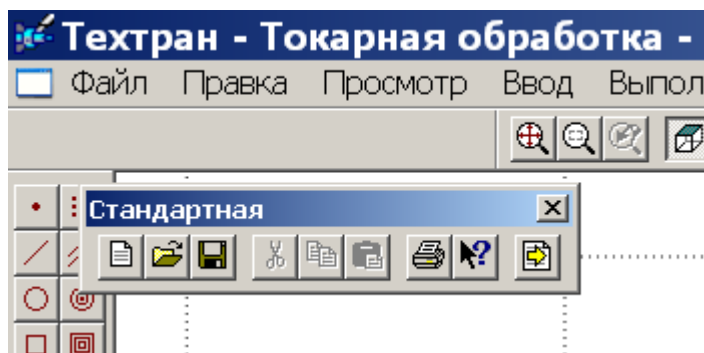 Техтран - Токарная обработка -
Файл Правка Просмотр Ввод Выпол
Стандартная